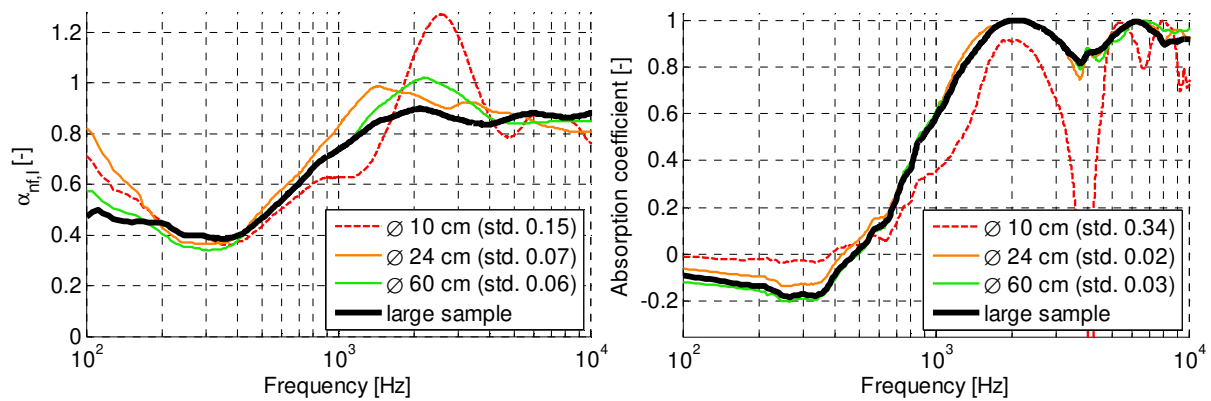 1.2
1
0.8
0.6
0.4
0.2
0
α_nf,I [-]
10^2
10^3
10^4
Frequency [Hz]
∅ 10 cm (std. 0.15)
∅ 24 cm (std. 0.07)
∅ 60 cm (std. 0.06)
large sample
1
0.8
0.6
0.4
0.2
0
-0.2
Absorption coefficient [-]
10^2
10^3
10^4
Frequency [Hz]
∅ 10 cm (std. 0.34)
∅ 24 cm (std. 0.02)
∅ 60 cm (std. 0.03)
large sample